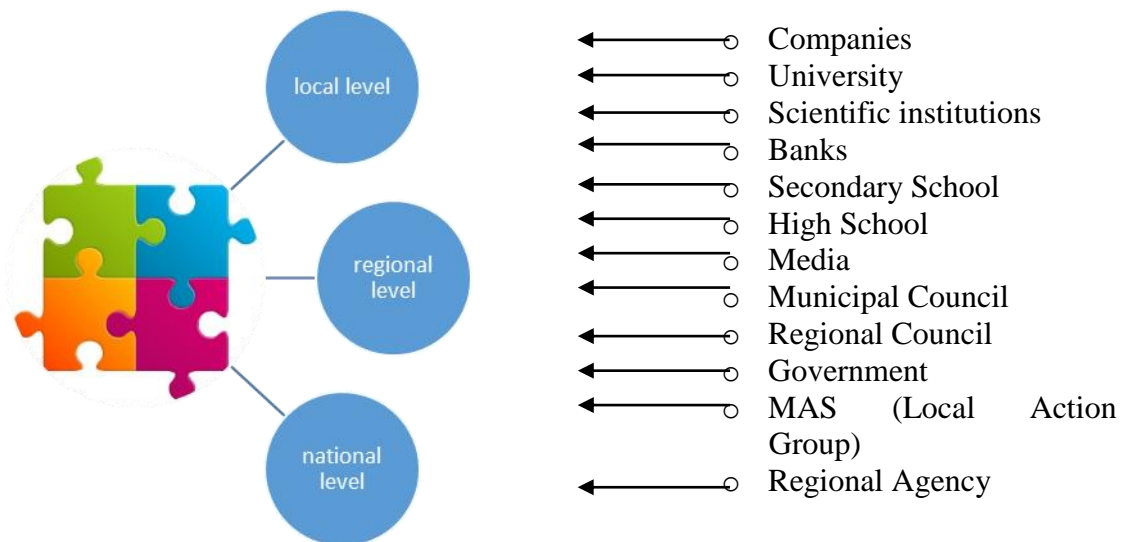 local level
regional
level
national
level
Companies
University
Scientific institutions
Banks
Secondary School
High School
Media
Municipal Council
Regional Council
Government
MAS (Local Action
Group)
Regional Agency